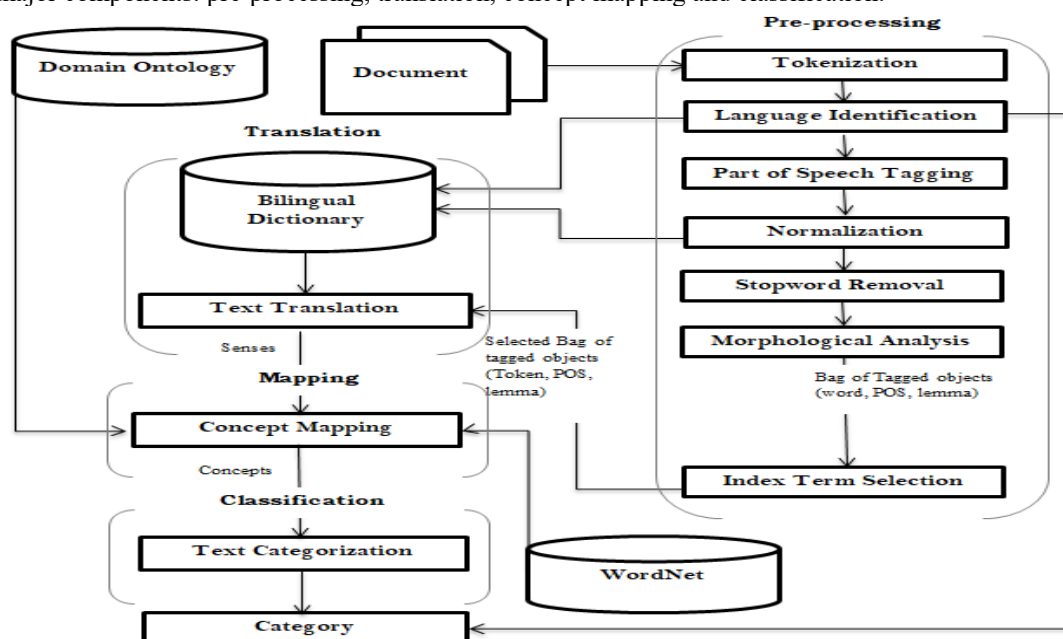 major components: pre-processing, translation, concept mapping and classification.
Pre-processing
Domain Ontology
Document
Tokenization
Language Identification
Translation
Part of Speech Tagging
Bilingual
Dictionary
Normalization
Stopword Removal
Text Translation
Morphological Analysis
Senses
Selected Bag of
tagged objects
(Token, POS,
lemma)
Bag of Tagged objects
(word, POS, lemma)
Mapping
Concept Mapping
Concepts
Index Term Selection
Classification
Text Categorization
WordNet
Category